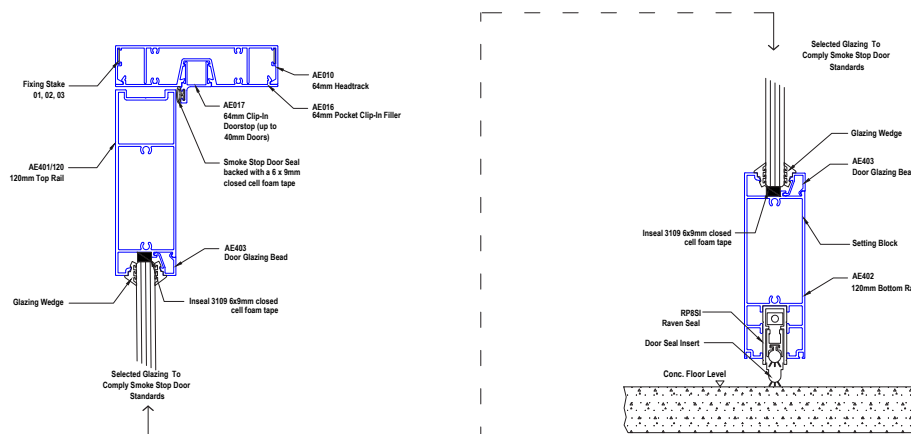 Fixing Stake
01, 02, 03
AE010
64mm Headtrack
AE016
64mm Pocket Clip-In Filler
AE017
64mm Clip-In
Doorstop (up to
40mm Doors)
AE401/120
120mm Top Rail
Smoke Stop Door Seal
backed with a 6 x 9mm
closed cell foam tape
AE403
Door Glazing Bead
Glazing Wedge
Inseal 3109 6x9mm closed
cell foam tape
Selected Glazing To
Comply Smoke Stop Door
Standards
Selected Glazing To
Comply Smoke Stop Door
Standards
Glazing Wedge
AE403
Door Glazing Bea
Inseal 3109 6x9mm closed
cell foam tape
Setting Block
AE402
120mm Bottom Ra
RP8SI
Raven Seal
Door Seal Insert
Conc. Floor Level